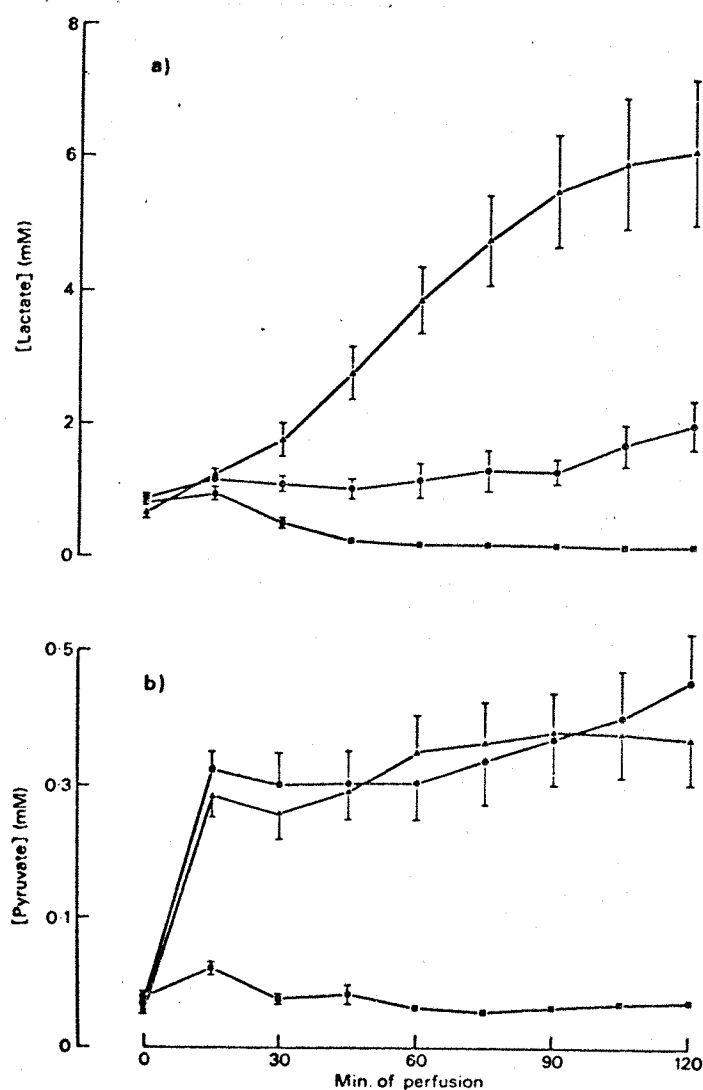 8
a)
6
[Lactate] (mM)
4
2
0
0·5
b)
0·3
[Pyruvate] (mM)
0·1
0
0 30 60 90 120
Min. of perfusion